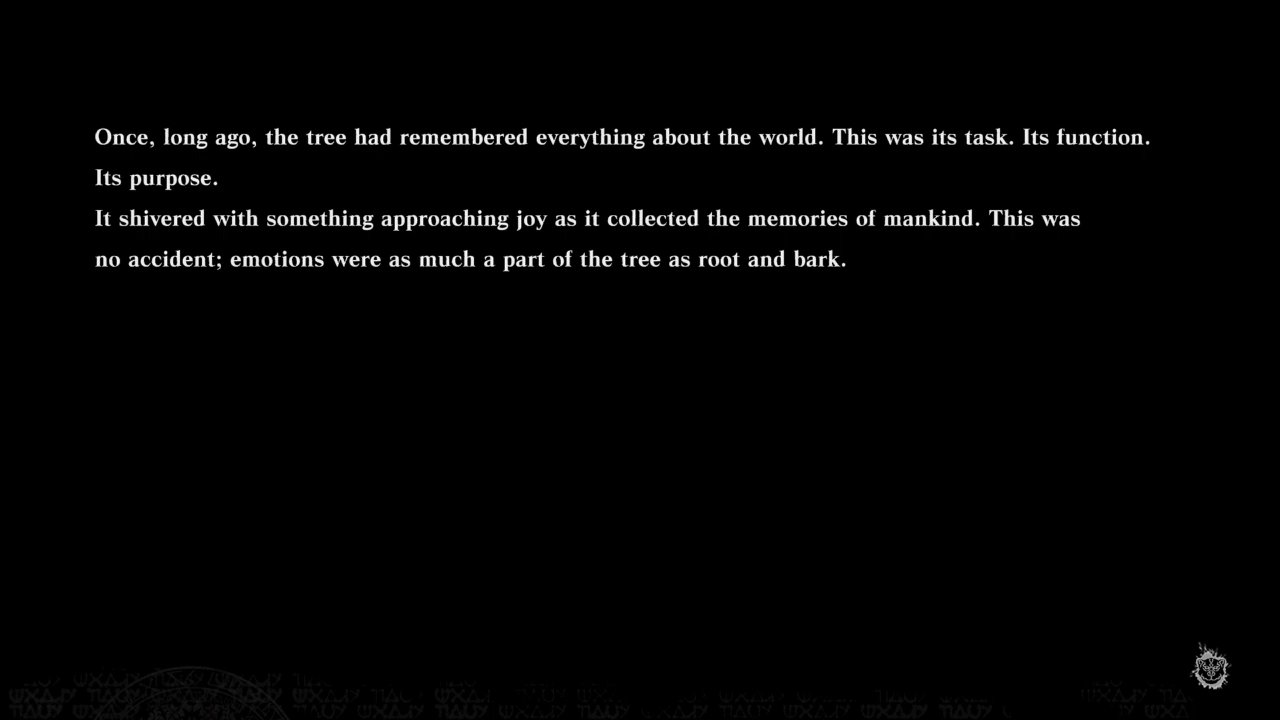 Once, long ago, the tree had remembered everything about the world. This was its task. Its function.
Its purpose.
It shivered with something approaching joy as it collected the memories of mankind. This was
no accident; emotions were as much a part of the tree as root and bark.